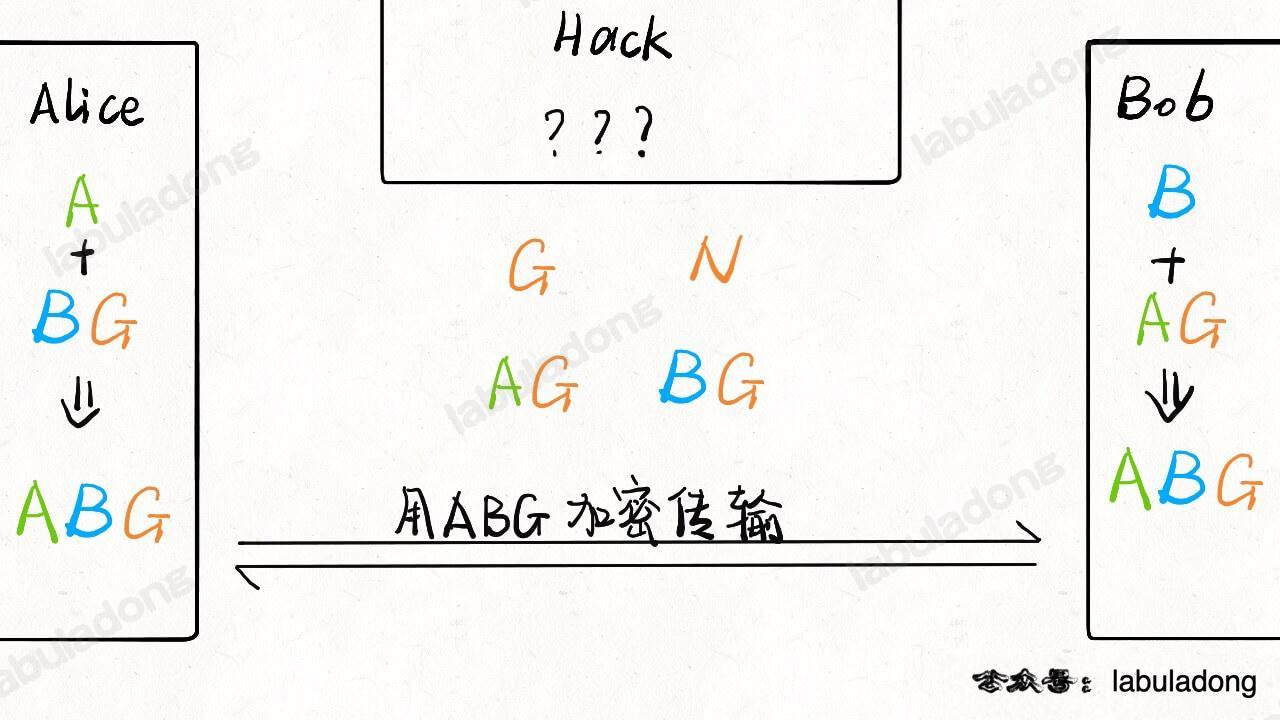 Hack
? ? ?
Alice
A
+
BG
⇓
ABG
G N
AG BG
用ABG加密传输
Bob
B
+
AG
⇓
ABG
公众号：labuladong
labuladong
labuladong
labuladong
labuladong
labuladong
labuladong